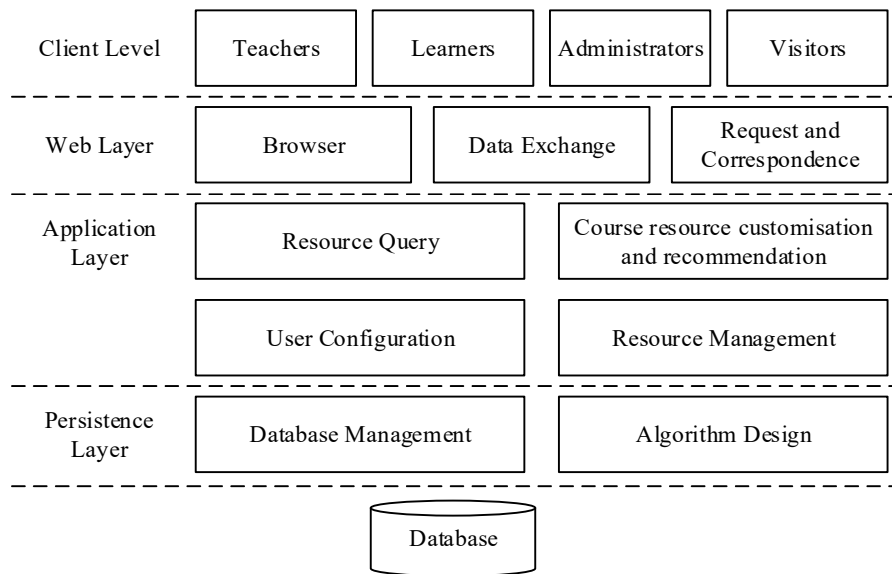 Client Level
Teachers
Learners
Administrators
Visitors
Web Layer
Browser
Data Exchange
Request and
Correspondence
Application
Layer
Resource Query
Course resource customisation
and recommendation
User Configuration
Resource Management
Persistence
Layer
Database Management
Algorithm Design
Database